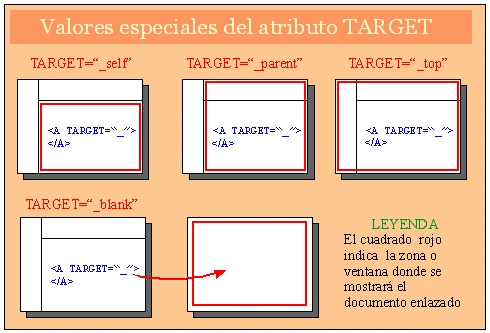 Valores especiales del atributo TARGET
TARGET=“_self”
TARGET=“_parent”
TARGET=“_top”
<A TARGET=“_”>
</A>
<A TARGET=“_”>
</A>
<A TARGET=“_”>
</A>
TARGET=“_blank”
<A TARGET=“_”>
</A>
LEYENDA
El cuadrado rojo
indica la zona o
ventana donde se
mostrará el
documento enlazado